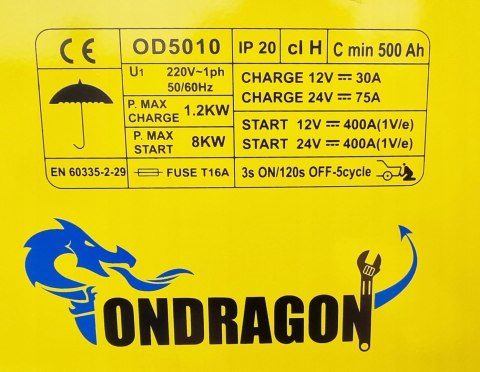 CE OD5010 IP 20 cl H C min 500 Ah
U1 220V~1ph
50/60Hz
P. MAX
CHARGE 1.2KW
P. MAX
START 8KW
CHARGE 12V ⎓ 30A
CHARGE 24V ⎓ 75A
START 12V ⎓ 400A(1V/e)
START 24V ⎓ 400A(1V/e)
EN 60335-2-29 FUSE T16A 3s ON/120s OFF-5cycle
TONDRAGON